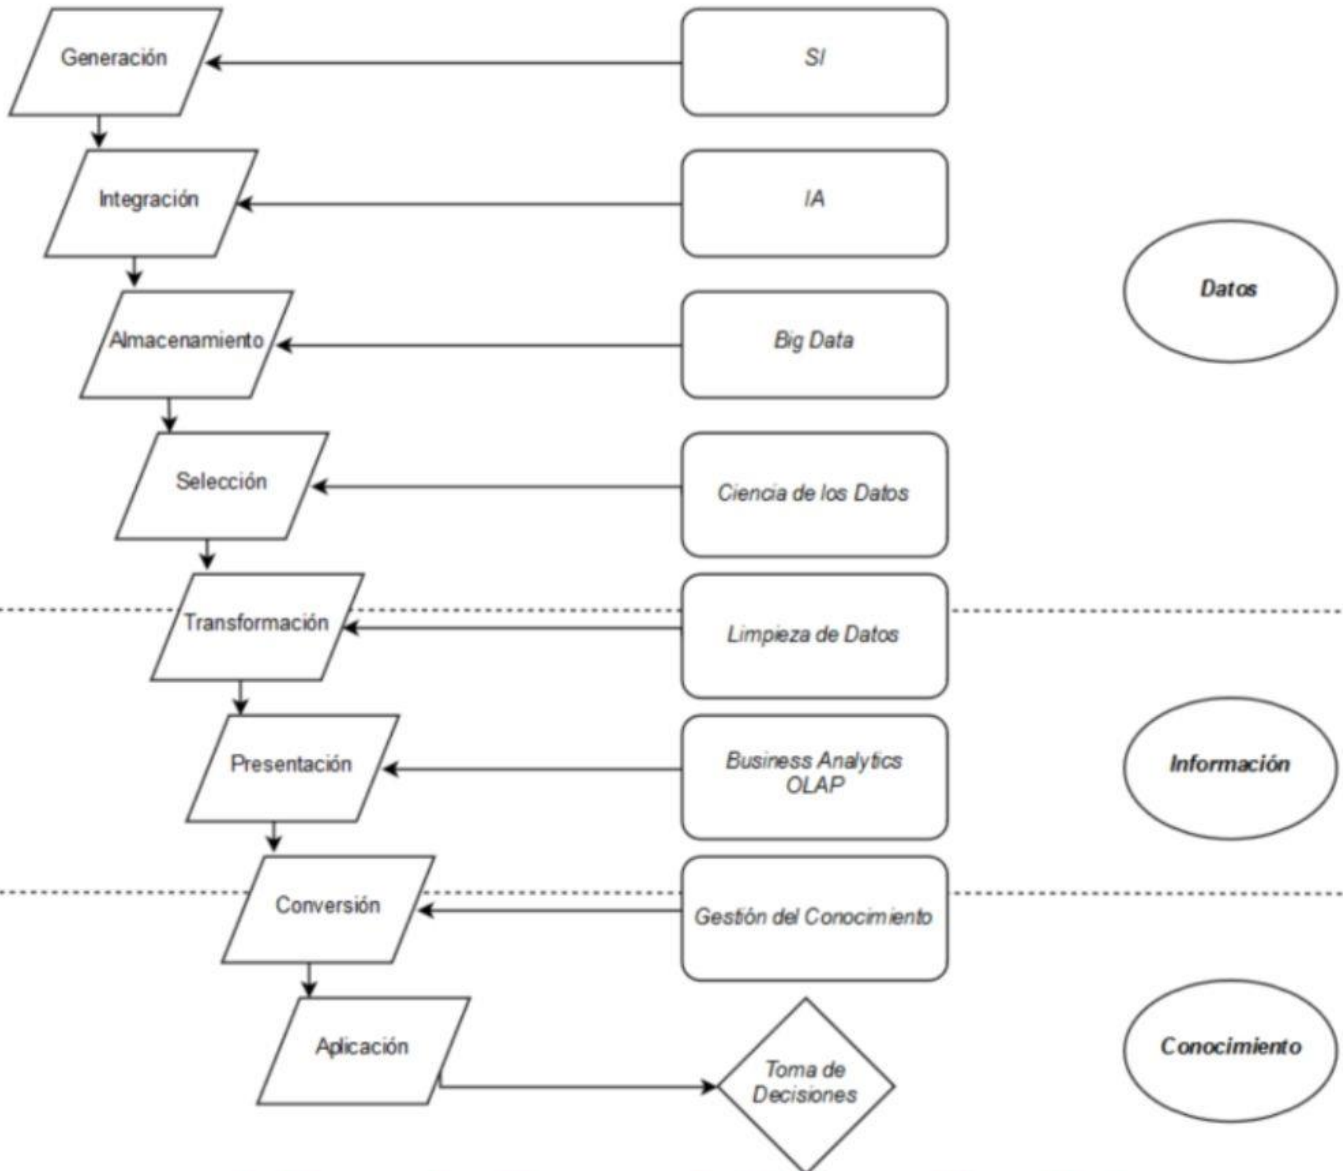 Generación
SI
Integración
IA
Datos
Almacenamiento
Big Data
Selección
Ciencia de los Datos
Transformación
Limpieza de Datos
Presentación
Business Analytics
OLAP
Información
Conversión
Gestión del Conocimiento
Aplicación
Toma de
Decisiones
Conocimiento